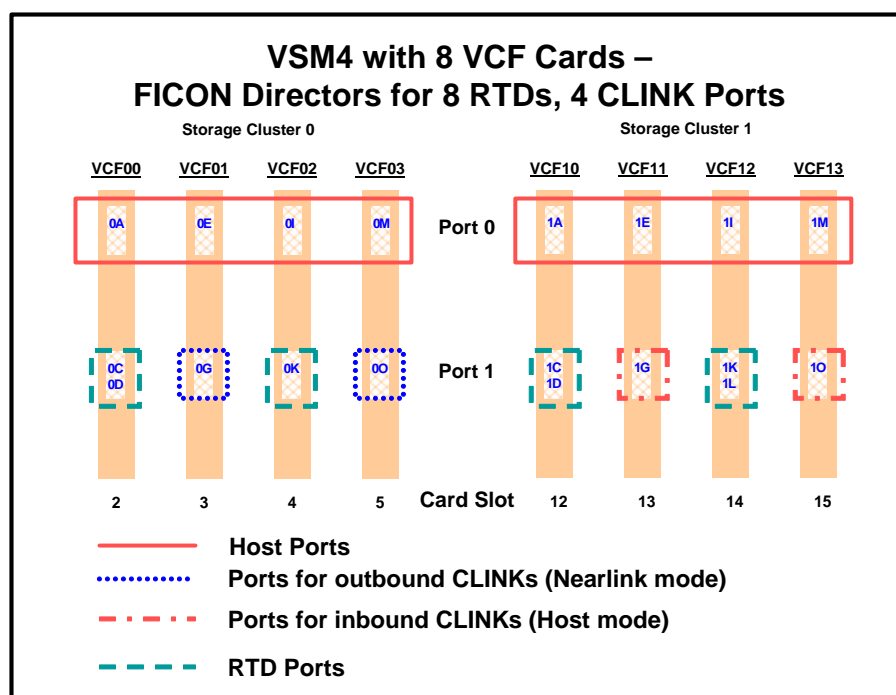 VSM4 with 8 VCF Cards –
FICON Directors for 8 RTDs, 4 CLINK Ports
Storage Cluster 0 Storage Cluster 1
VCF00 VCF01 VCF02 VCF03 VCF10 VCF11 VCF12 VCF13
0A 0E 0I 0M Port 0 1A 1E 1I 1M
0C 0G 0K 0O Port 1 1C 1G 1K 1O
0D 1D 1L
2 3 4 5 Card Slot 12 13 14 15
Host Ports
Ports for outbound CLINKs (Nearlink mode)
Ports for inbound CLINKs (Host mode)
RTD Ports